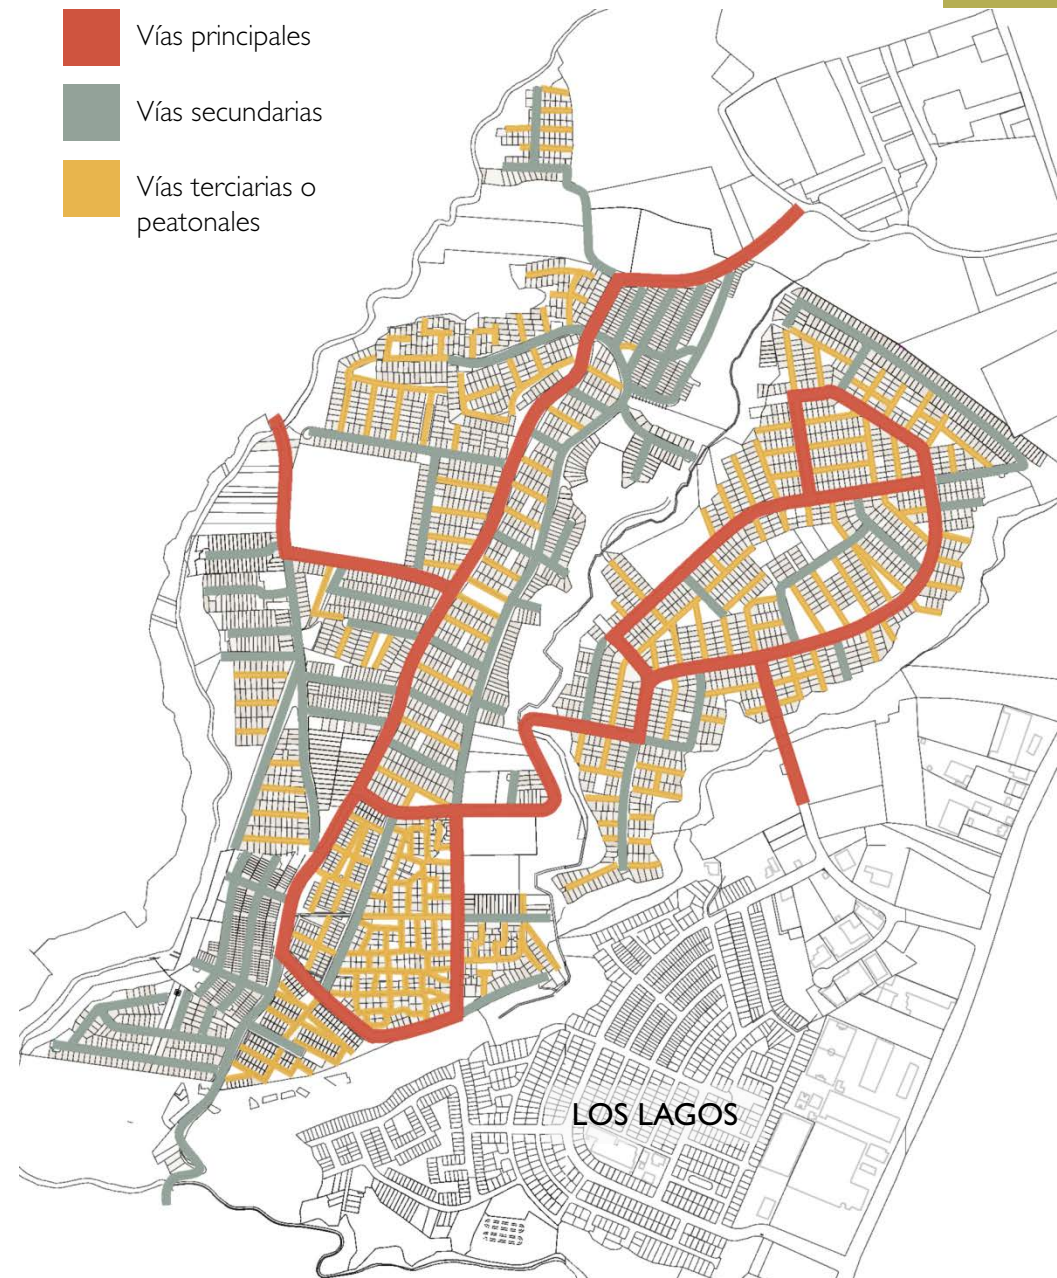 Vías principales
Vías secundarias
Vías terciarias o
peatonales
LOS LAGOS